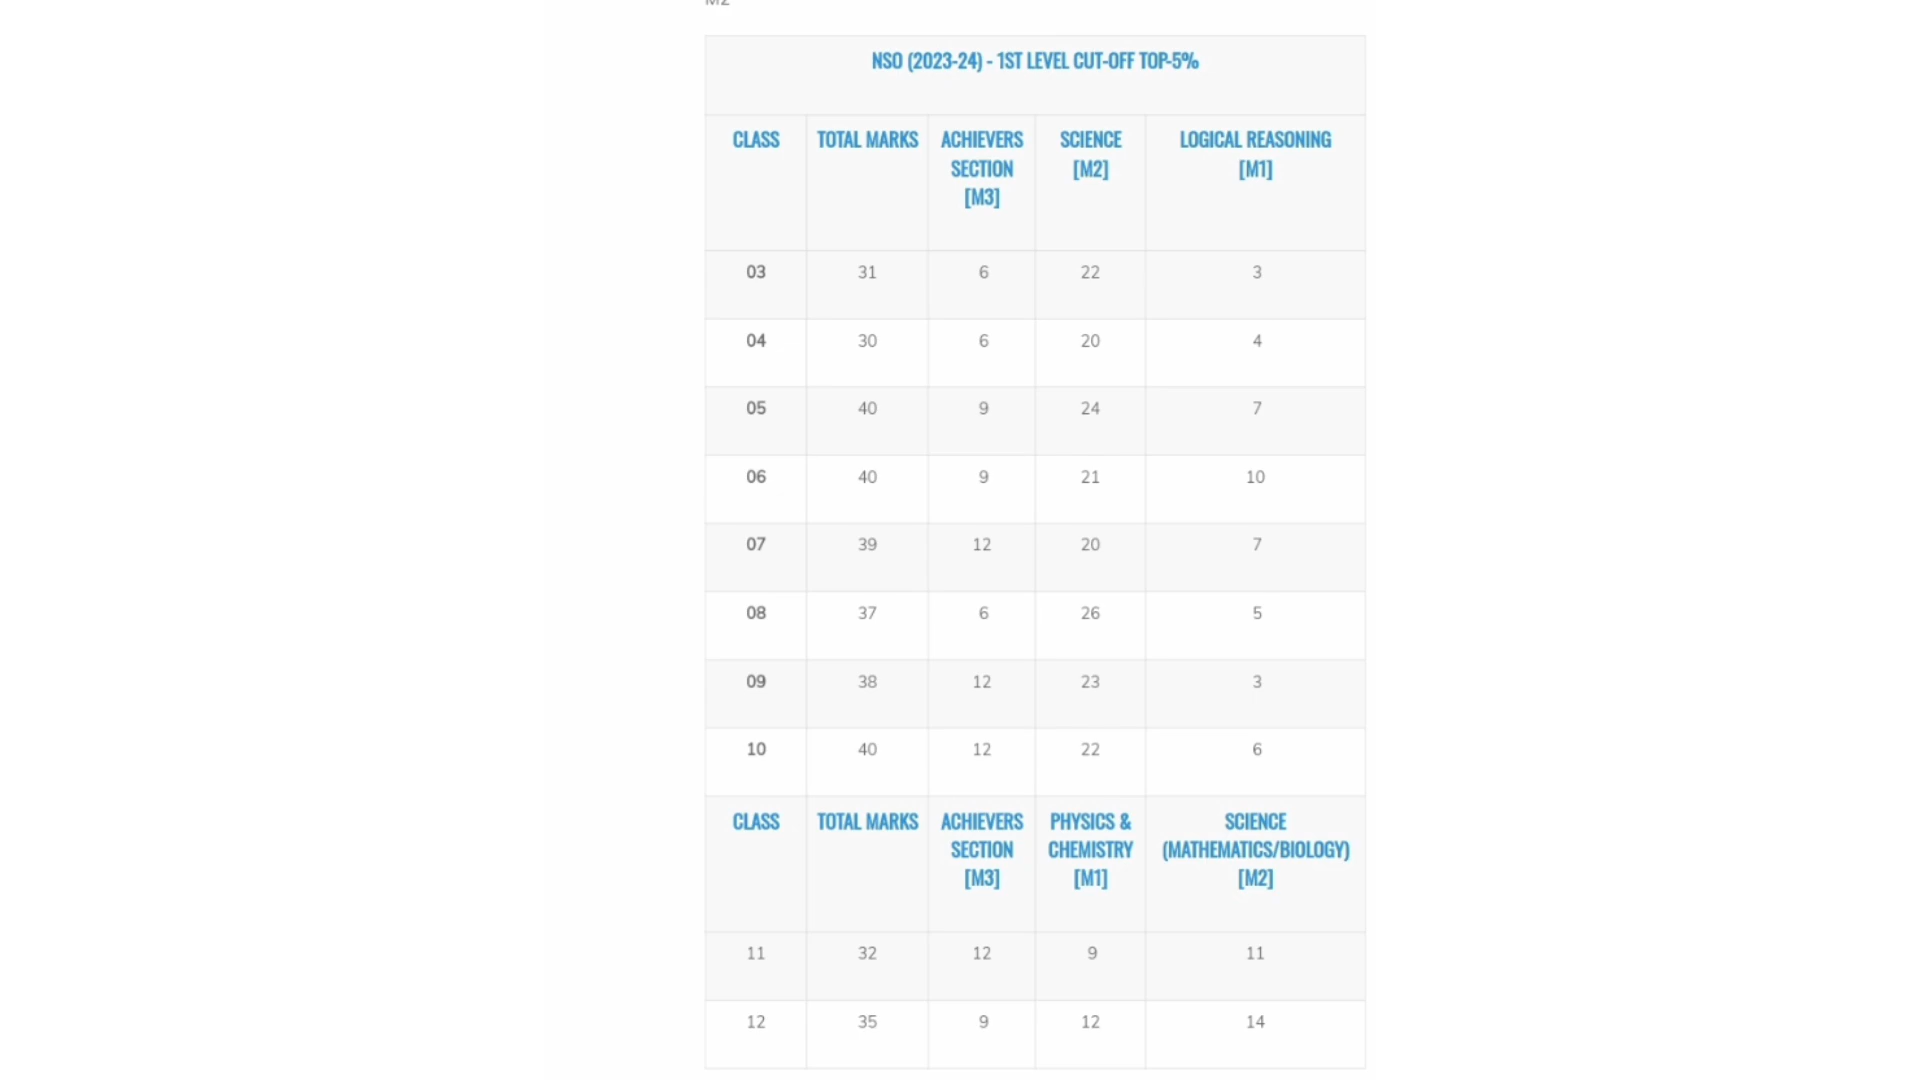 M2
NSO (2023-24) - 1ST LEVEL CUT-OFF TOP-5%
CLASS TOTAL MARKS ACHIEVERS SECTION [M3] SCIENCE [M2] LOGICAL REASONING [M1]
03 31 6 22 3
04 30 6 20 4
05 40 9 24 7
06 40 9 21 10
07 39 12 20 7
08 37 6 26 5
09 38 12 23 3
10 40 12 22 6
CLASS TOTAL MARKS ACHIEVERS SECTION [M3] PHYSICS & CHEMISTRY [M1] SCIENCE (MATHEMATICS/BIOLOGY) [M2]
11 32 12 9 11
12 35 9 12 14